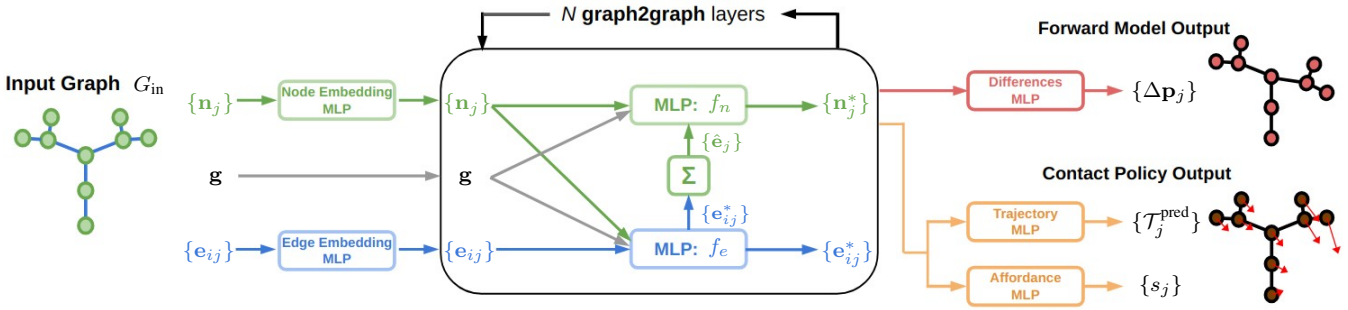 N graph2graph layers
Input Graph G_in
{n_j}
Node Embedding
MLP
{n_j}
MLP: f_n
{n*_j}
{ê_j}
g
g
Σ
{e*_ij}
{e_ij}
Edge Embedding
MLP
{e_ij}
MLP: f_e
{e*_ij}
Forward Model Output
Differences
MLP
{Δp_j}
Contact Policy Output
Trajectory
MLP
{𝒯_j^pred}
Affordance
MLP
{s_j}